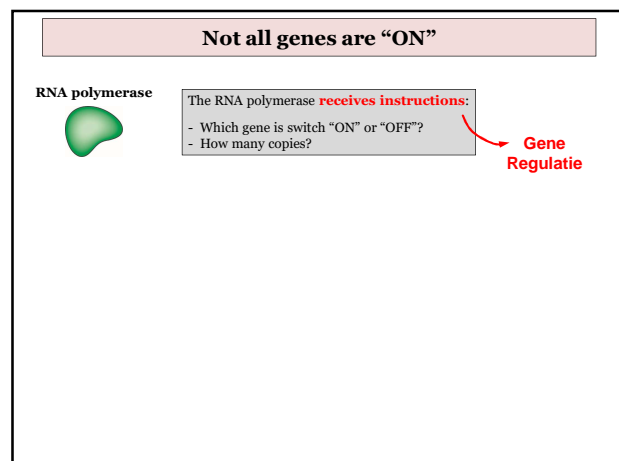 Not all genes are “ON”
RNA polymerase
The RNA polymerase receives instructions:
- Which gene is switch “ON” or “OFF”?
- How many copies?
Gene
Regulatie